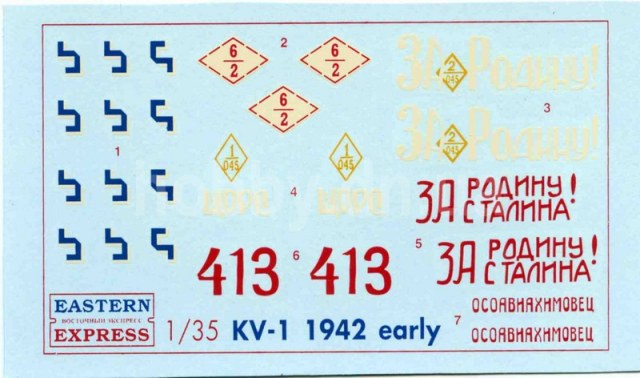 6
2
2
6
2
ЗА Родину!
2
045
6
2
3
ЗА Родину!
2
045
1
1
045
1
045
4
ЗА РОДИНУ!
СТАЛИНА!
413
6
413
5
ЗА РОДИНУ!
СТАЛИНА!
EASTERN
ВОСТОЧНЫЙ ЭКСПРЕСС
EXPRESS
1/35 KV-1 1942 early
7
ОСОАВИАХИМОВЕЦ
ОСОАВИАХИМОВЕЦ